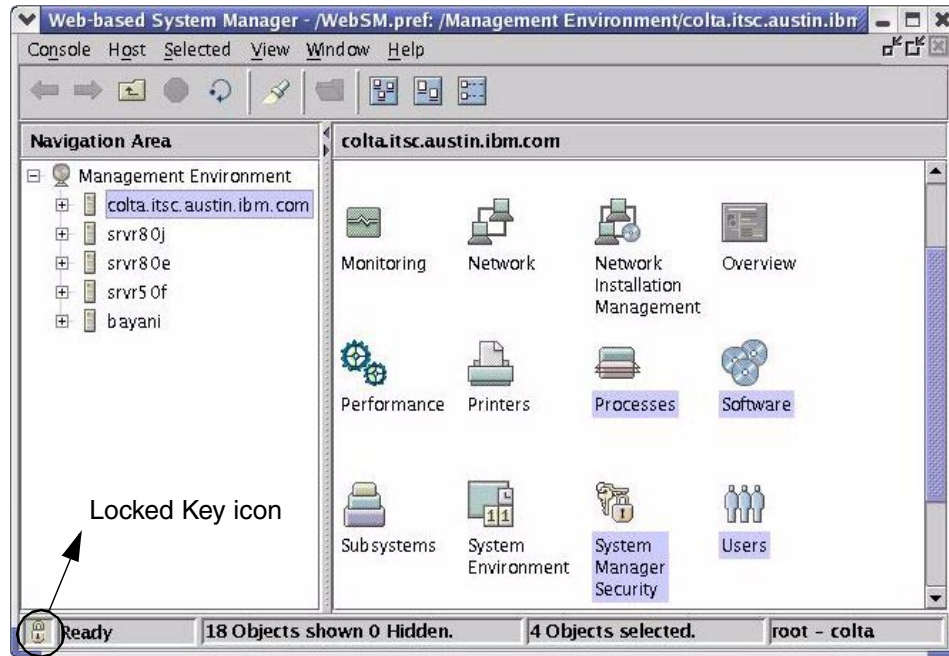 Web-based System Manager - /WebSM.pref: /Management Environment/colta.itsc.austin.ibm
Console Host Selected View Window Help
Navigation Area
colta.itsc.austin.ibm.com
Management Environment
colta.itsc.austin.ibm.com
srvr80j
srvr80e
srvr50f
bayani
Monitoring
Network
Network
Installation
Management
Overview
Performance
Printers
Processes
Software
Subsystems
System
Environment
System
Manager
Security
Users
Locked Key icon
Ready
18 Objects shown 0 Hidden.
4 Objects selected.
root - colta